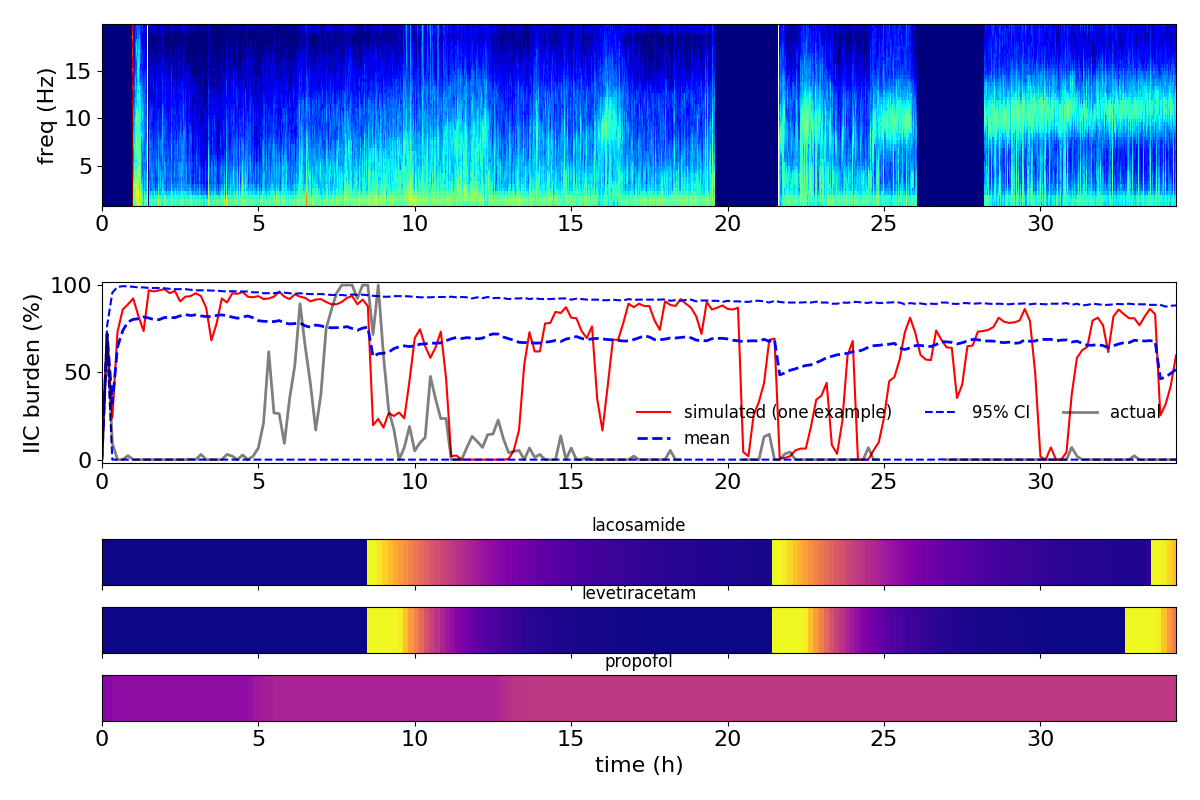 15
10
5
freq (Hz)
0 5 10 15 20 25 30
100
50
0
IIC burden (%)
simulated (one example)
mean
95% CI
actual
0 5 10 15 20 25 30
lacosamide
levetiracetam
propofol
0 5 10 15 20 25 30
time (h)